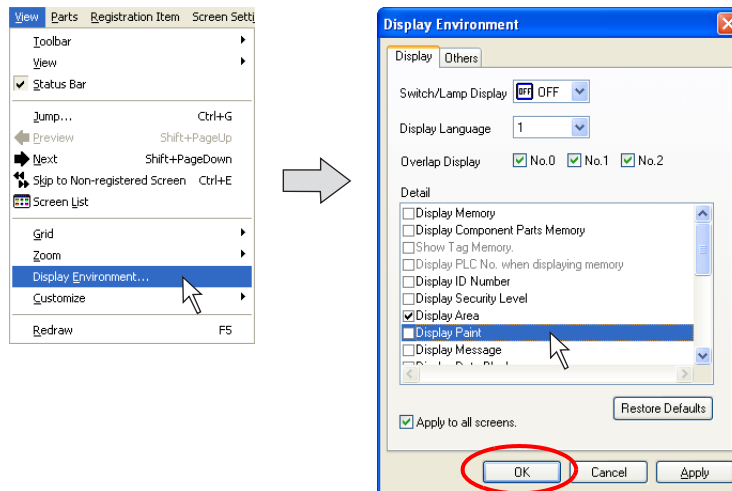 View Parts Registration Item Screen Setti
Toolbar
View
Status Bar
Jump... Ctrl+G
Preview Shift+PageUp
Next Shift+PageDown
Skip to Non-registered Screen Ctrl+E
Screen List
Grid
Zoom
Display Environment...
Customize
Redraw F5
Display Environment
Display Others
Switch/Lamp Display OFF OFF
Display Language 1
Overlap Display No.0 No.1 No.2
Detail
Display Memory
Display Component Parts Memory
Show Tag Memory.
Display PLC No. when displaying memory
Display ID Number
Display Security Level
Display Area
Display Paint
Display Message
Restore Defaults
Apply to all screens.
OK Cancel Apply